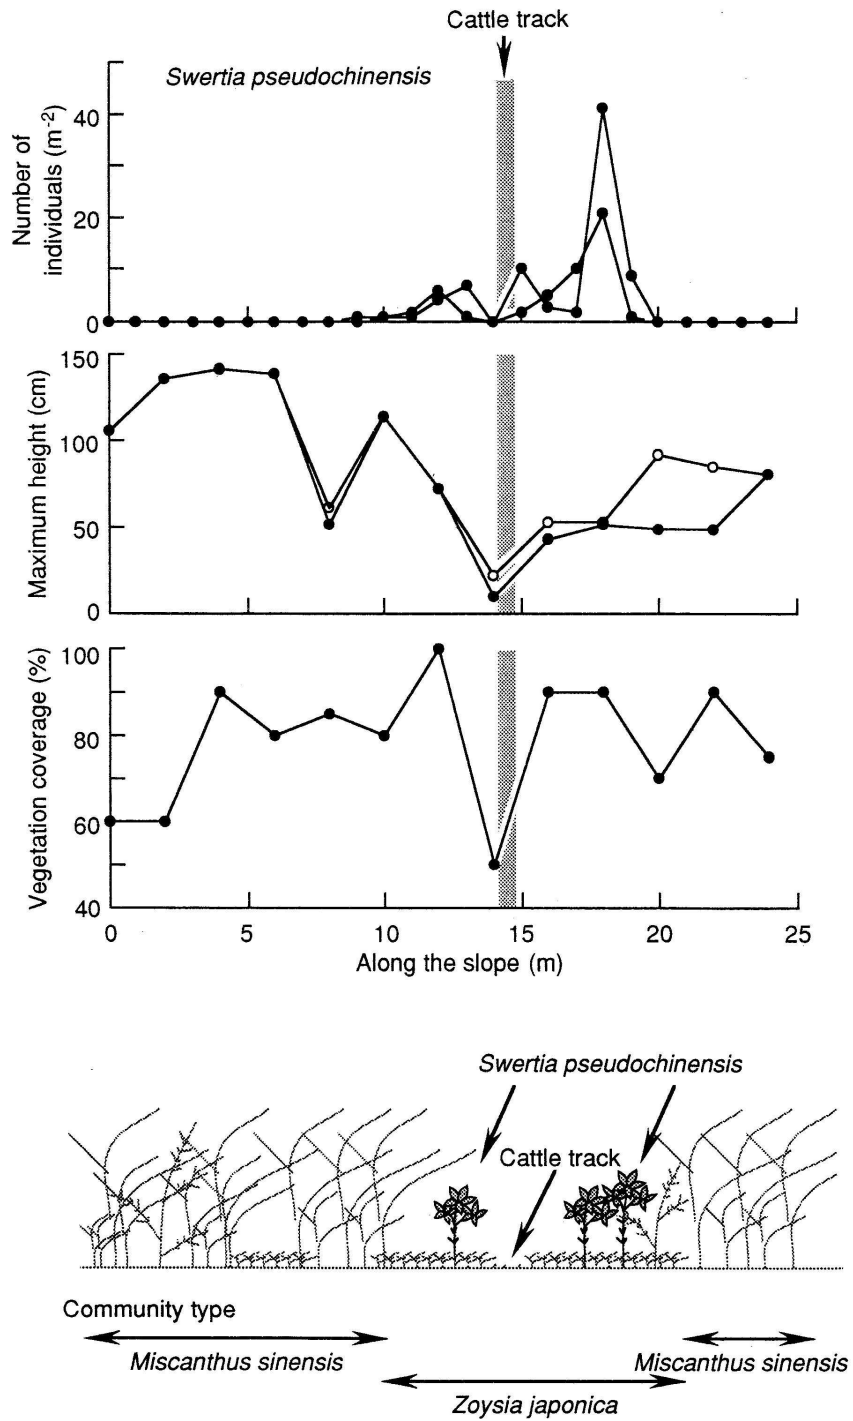 Cattle track
Swertia pseudochinensis
Number of
individuals (m-2)
40
20
0
Maximum height (cm)
150
100
50
0
Vegetation coverage (%)
100
80
60
40
0 5 10 15 20 25
Along the slope (m)
Swertia pseudochinensis
Cattle track
Community type
Miscanthus sinensis
Miscanthus sinensis
Zoysia japonica